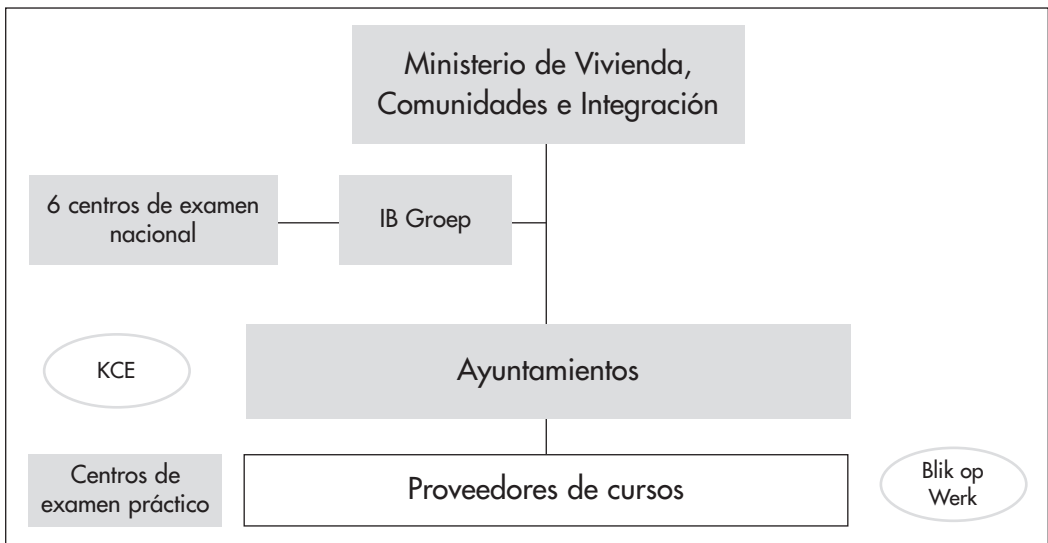 Ministerio de Vivienda,
Comunidades e Integración
6 centros de examen
nacional
IB Groep
KCE
Ayuntamientos
Centros de
examen práctico
Proveedores de cursos
Blik op
Werk